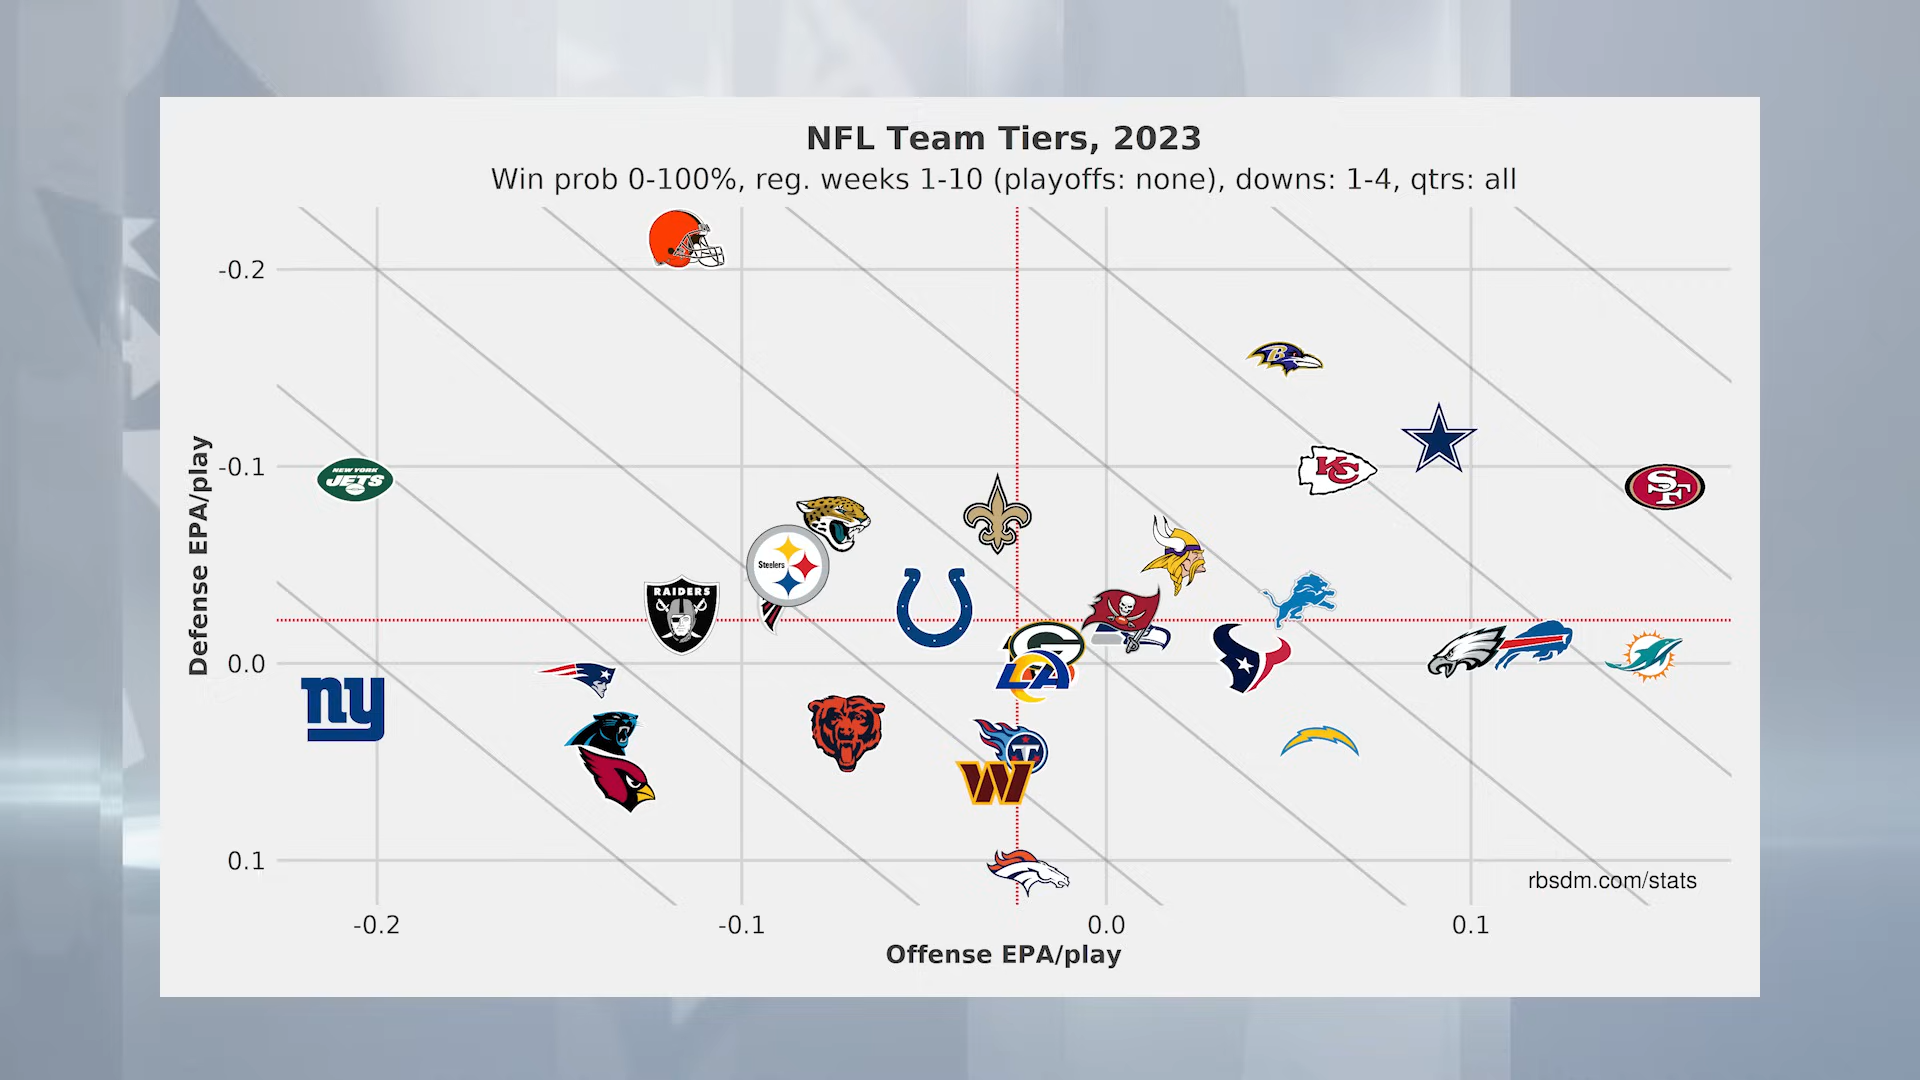 NFL Team Tiers, 2023
Win prob 0-100%, reg. weeks 1-10 (playoffs: none), downs: 1-4, qtrs: all
-0.2
B
-0.1
NEW YORK
JETS
KC
SF
Steelers
RAIDERS
Defense EPA/play
0.0
G
LA
ny
T
W
0.1
rbsdm.com/stats
-0.2
-0.1
0.0
0.1
Offense EPA/play